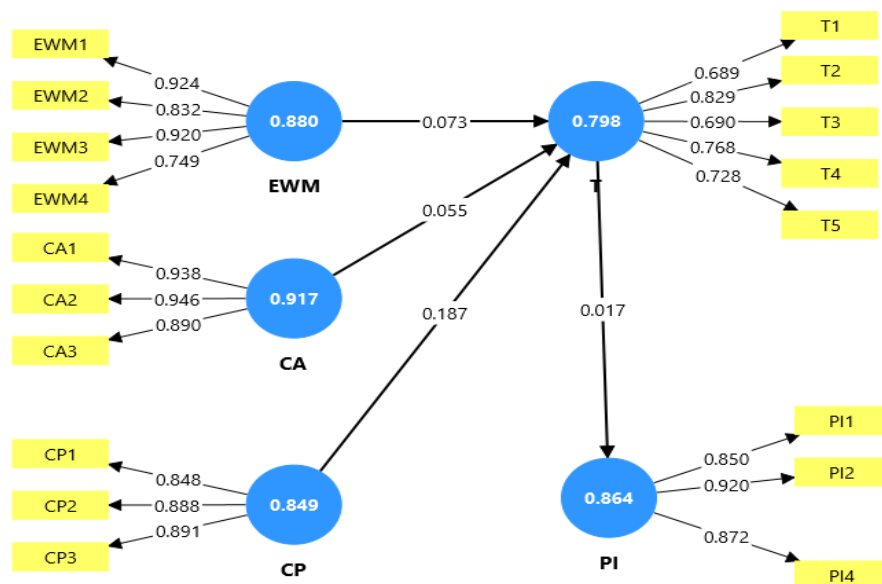 EWM1
EWM2
EWM3
EWM4
0.924
0.832
0.920
0.749
0.880
EWM
0.073
CA1
CA2
CA3
0.938
0.946
0.890
0.917
CA
0.055
CP1
CP2
CP3
0.848
0.888
0.891
0.849
CP
0.187
0.798
T
0.689
0.829
0.690
0.768
0.728
T1
T2
T3
T4
T5
0.017
0.864
PI
0.850
0.920
0.872
PI1
PI2
PI4